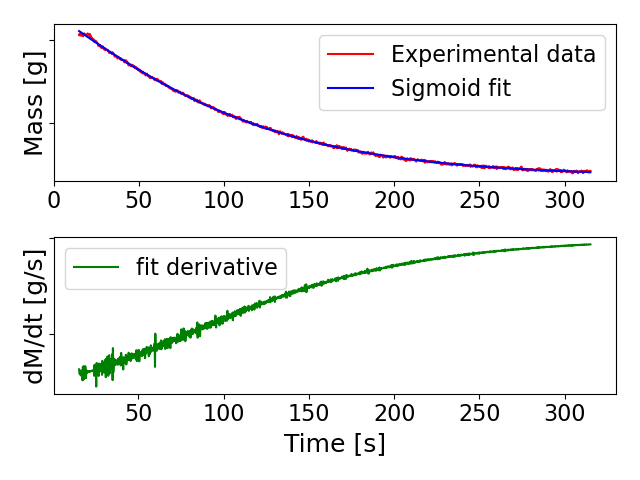 Mass [g]
Experimental data
Sigmoid fit
0 50 100 150 200 250 300
dM/dt [g/s]
fit derivative
50 100 150 200 250 300
Time [s]